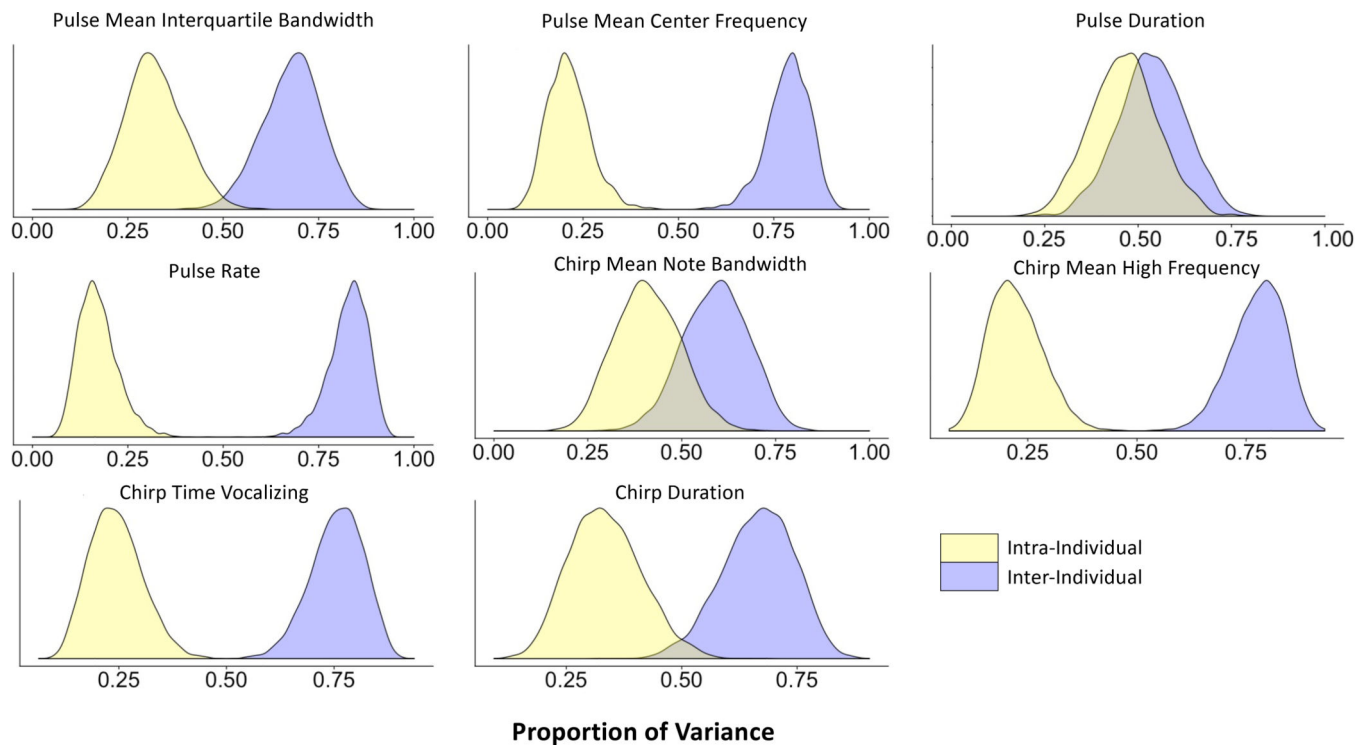 Pulse Mean Interquartile Bandwidth
Pulse Mean Center Frequency
Pulse Duration
0.00 0.25 0.50 0.75 1.00
0.00 0.25 0.50 0.75 1.00
0.00 0.25 0.50 0.75 1.00
Pulse Rate
Chirp Mean Note Bandwidth
Chirp Mean High Frequency
0.00 0.25 0.50 0.75 1.00
0.00 0.25 0.50 0.75 1.00
0.25 0.50 0.75
Chirp Time Vocalizing
Chirp Duration
Intra-Individual
Inter-Individual
0.25 0.50 0.75
0.25 0.50 0.75
Proportion of Variance